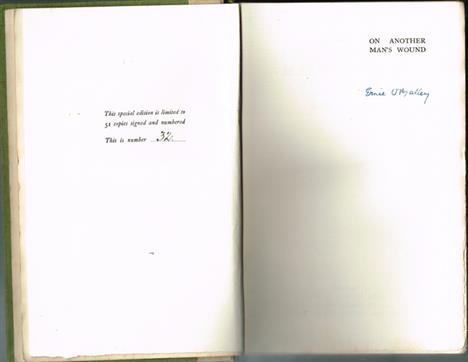 This special edition is limited to
51 copies signed and numbered
This is number 32.
ON ANOTHER
MAN'S WOUND
Ernie O'Malley